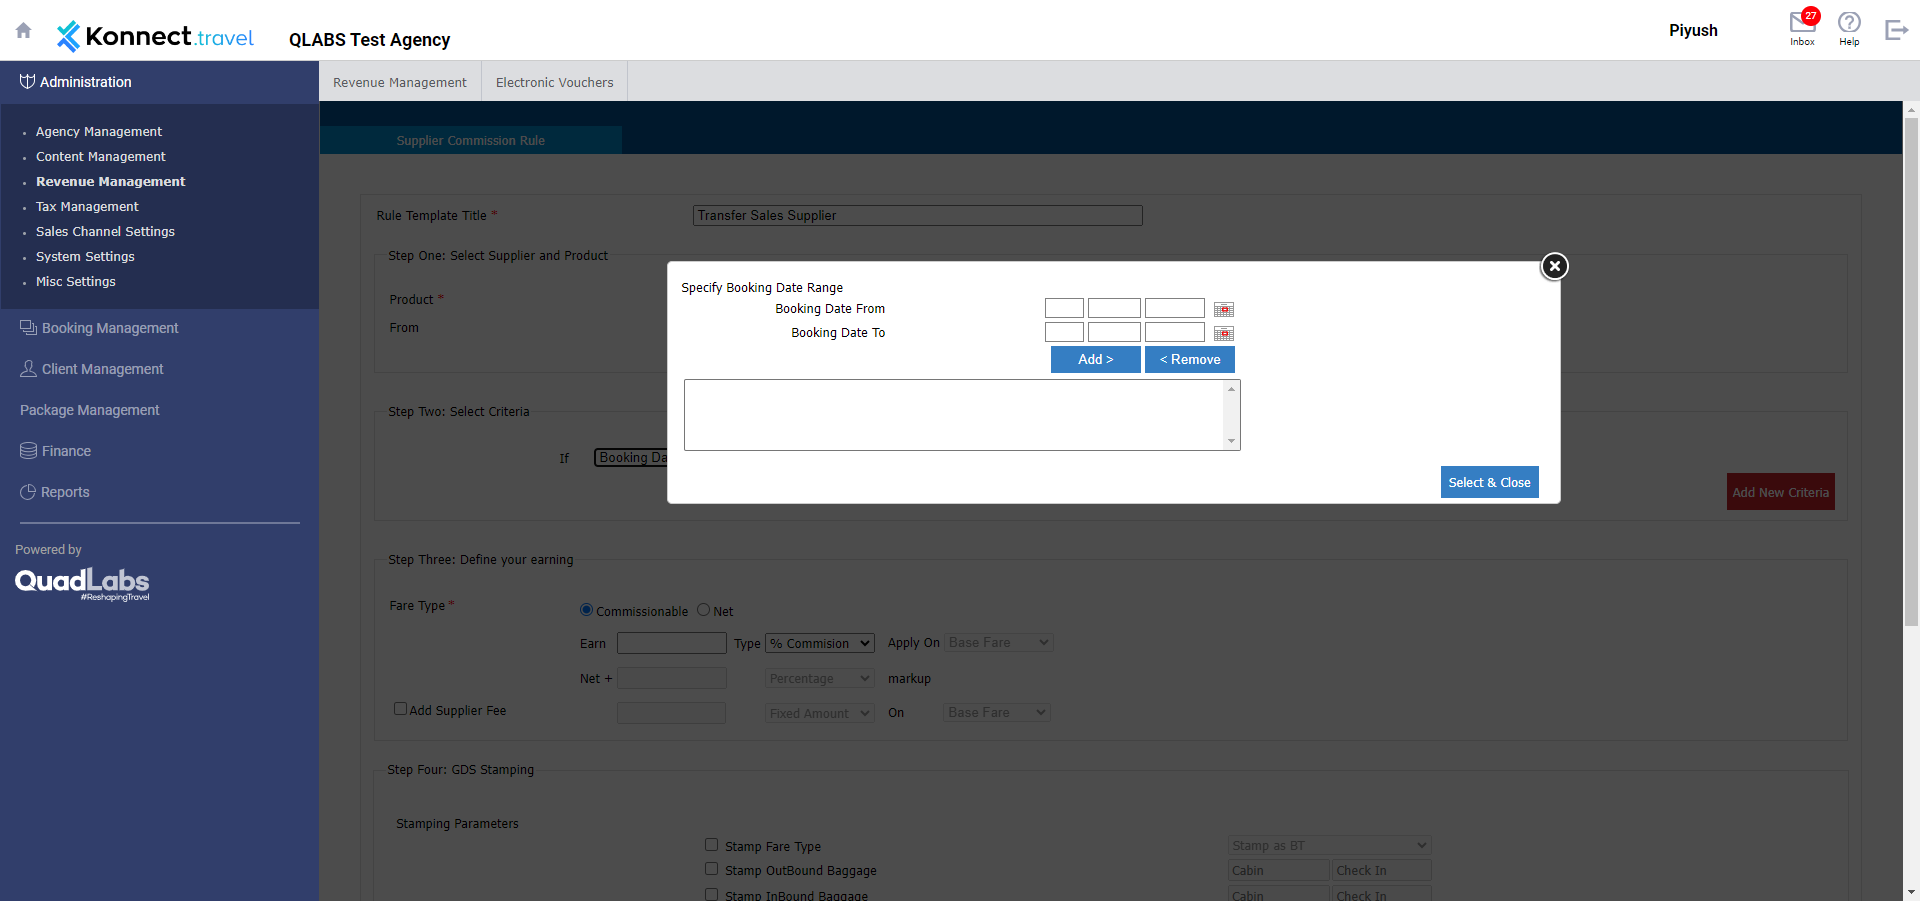 Konnect.travel
QLABS Test Agency
Piyush
27
Inbox
Help
Administration
Agency Management
Content Management
Revenue Management
Tax Management
Sales Channel Settings
System Settings
Misc Settings
Booking Management
Client Management
Package Management
Finance
Reports
Powered by
QuadLabs
#ReshapingTravel
Revenue Management
Electronic Vouchers
Supplier Commission Rule
Rule Template Title *
Transfer Sales Supplier
Step One: Select Supplier and Product
Product *
From
Specify Booking Date Range
Booking Date From
Booking Date To
Add >
< Remove
Select & Close
Step Two: Select Criteria
If
Booking Da
Add New Criteria
Step Three: Define your earning
Fare Type *
Commissionable
Net
Earn
Type
% Commision
Apply On
Base Fare
Net +
Percentage
markup
Add Supplier Fee
Fixed Amount
On
Base Fare
Step Four: GDS Stamping
Stamping Parameters
Stamp Fare Type
Stamp as BT
Stamp OutBound Baggage
Cabin
Check In
Stamp InBound Baggage
Cabin
Check In